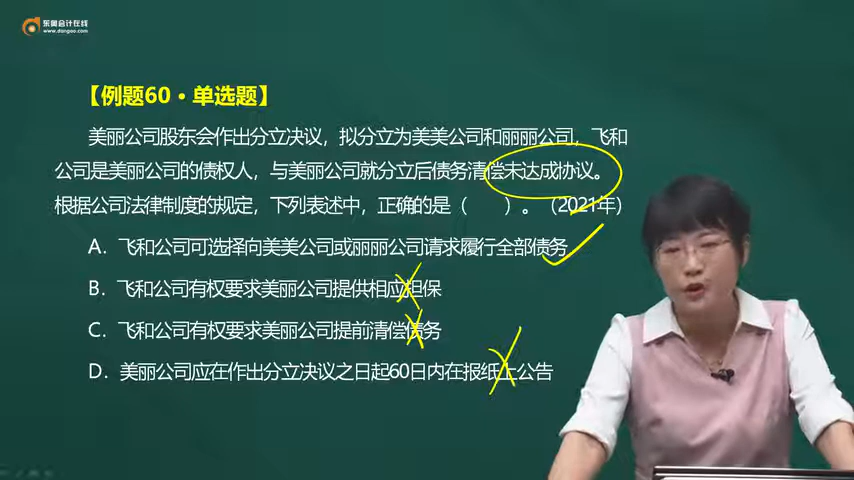 东奥会计在线
www.dongao.com
【例题60·单选题】
美丽公司股东会作出分立决议，拟分立为美美公司和丽丽公司，飞和
公司是美丽公司的债权人，与美丽公司就分立后债务清偿未达成协议。
根据公司法律制度的规定，下列表述中，正确的是（　　）。（2021年）
A．飞和公司可选择向美美公司或丽丽公司请求履行全部债务
B．飞和公司有权要求美丽公司提供相应担保
C．飞和公司有权要求美丽公司提前清偿债务
D．美丽公司应在作出分立决议之日起60日内在报纸上公告